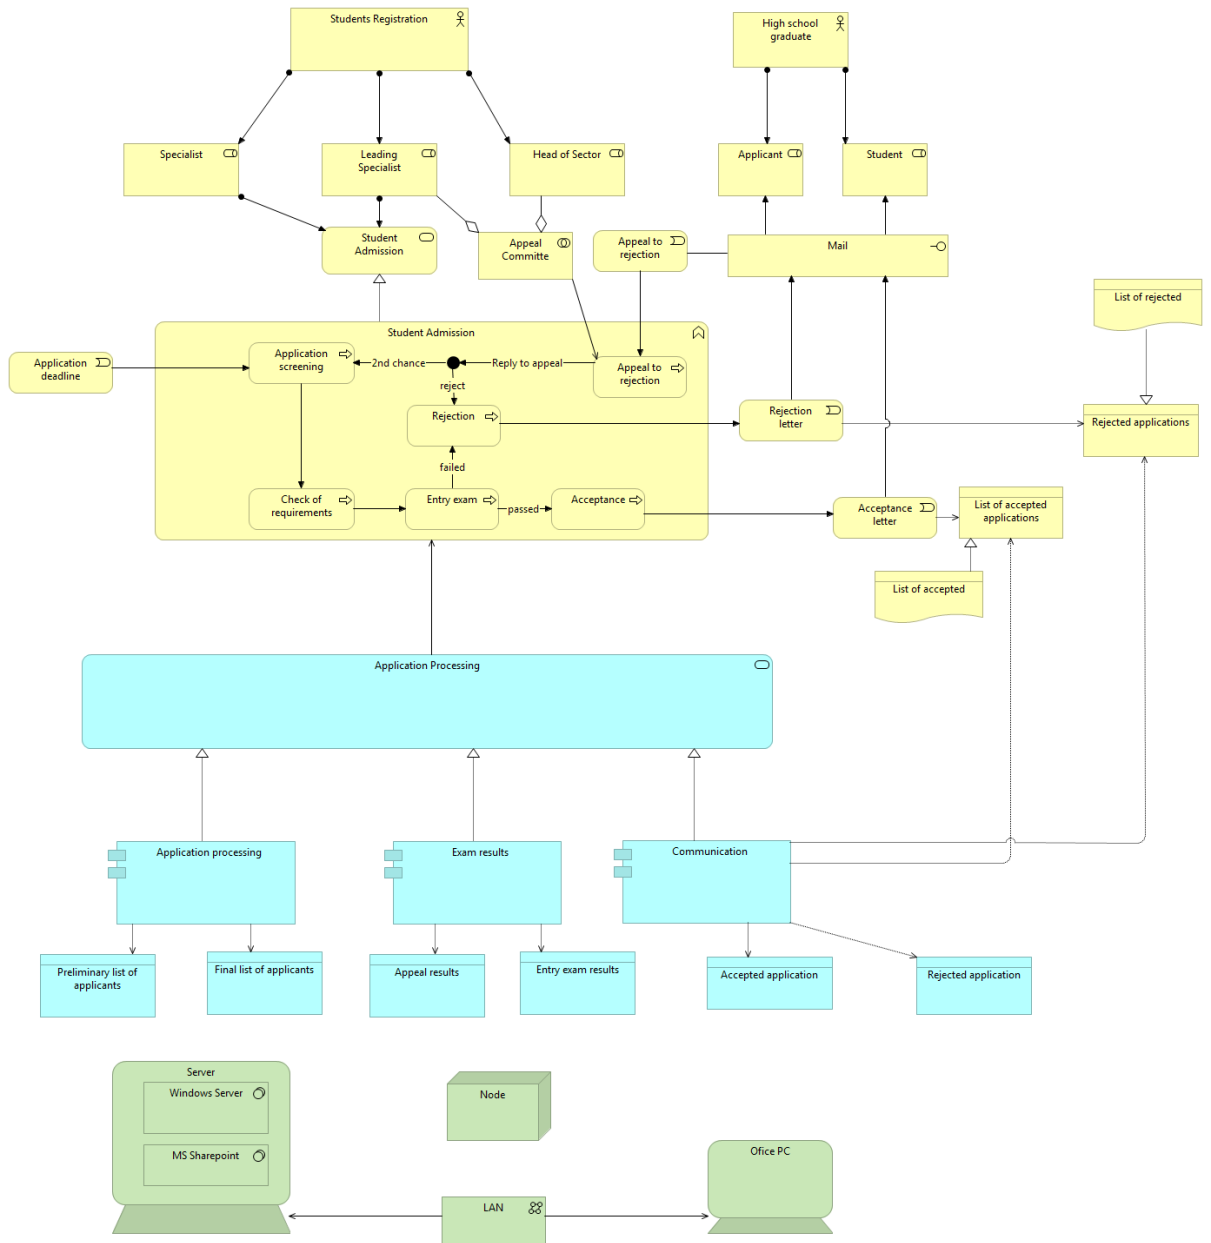 Students Registration
High school
graduate
Specialist
Leading
Specialist
Head of Sector
Applicant
Student
Student
Admission
Appeal
Committe
Appeal to
rejection
Mail
List of rejected
Student Admission
Application
deadline
Application
screening
2nd chance
Reply to appeal
Appeal to
rejection
reject
Rejection
Rejection
letter
Rejected applications
failed
Check of
requirements
Entry exam
passed
Acceptance
Acceptance
letter
List of accepted
applications
List of accepted
Application Processing
Application processing
Exam results
Communication
Preliminary list of
applicants
Final list of applicants
Appeal results
Entry exam results
Accepted application
Rejected application
Server
Windows Server
MS Sharepoint
Node
Ofice PC
LAN